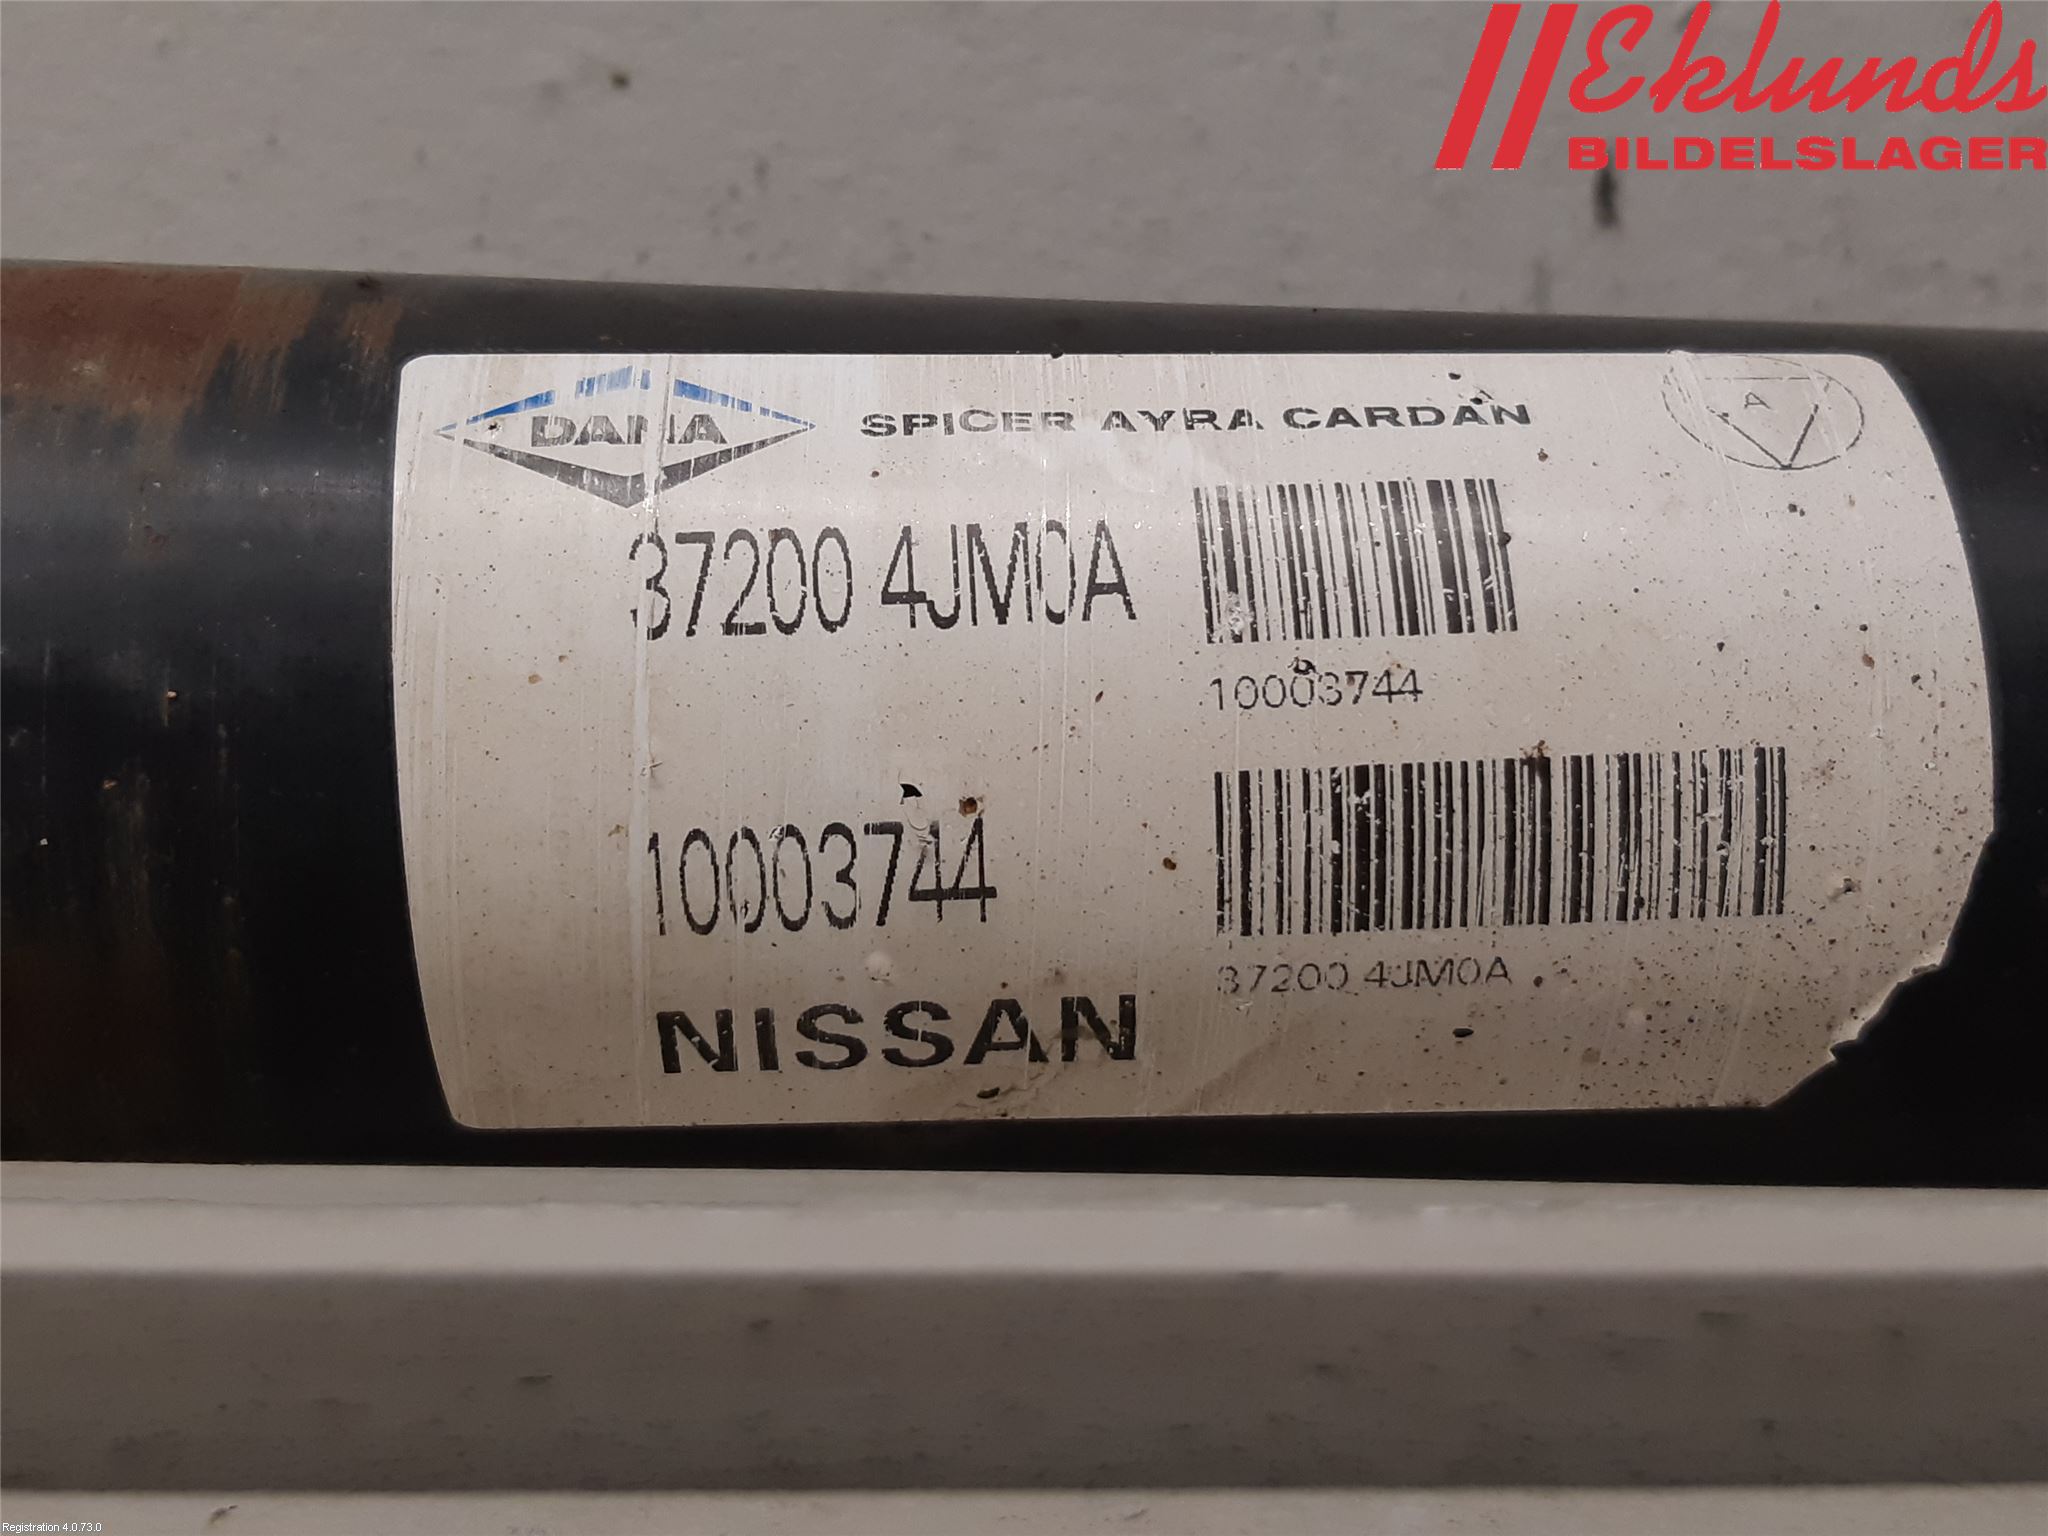 Eklunds
BILDELSLAGER
DANA SPICER AYRA CARDAN
A
37200 4JM0A
10003744
10003744
37200 4JM0A
NISSAN
Registration 4.0.73.0